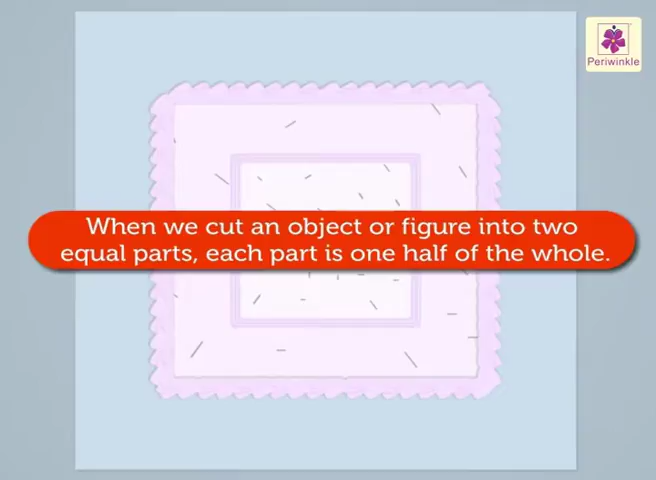 Periwinkle
When we cut an object or figure into two
equal parts, each part is one half of the whole.